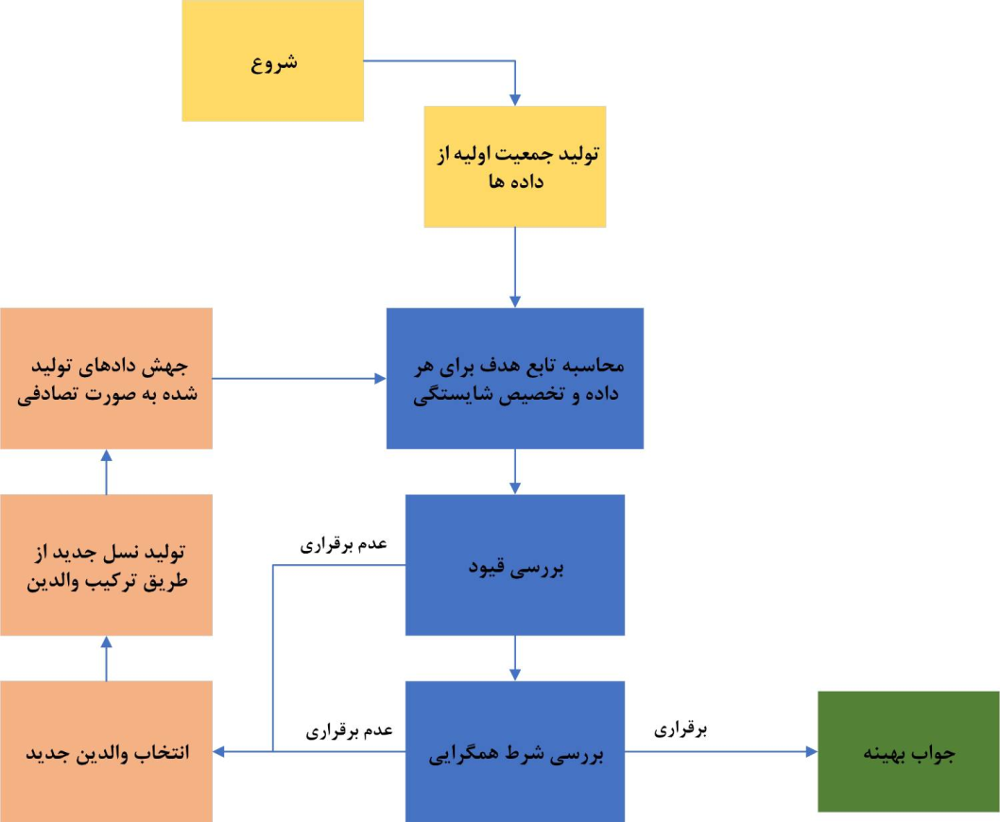 شروع
تولید جمعیت اولیه از
داده ها
محاسبه تابع هدف برای هر
داده و تخصیص شایستگی
جهش دادهای تولید
شده به صورت تصادفی
بررسی قیود
عدم برقراری
تولید نسل جدید از
طریق ترکیب والدین
بررسی شرط همگرایی
برقراری
عدم برقراری
جواب بهینه
انتخاب والدین جدید